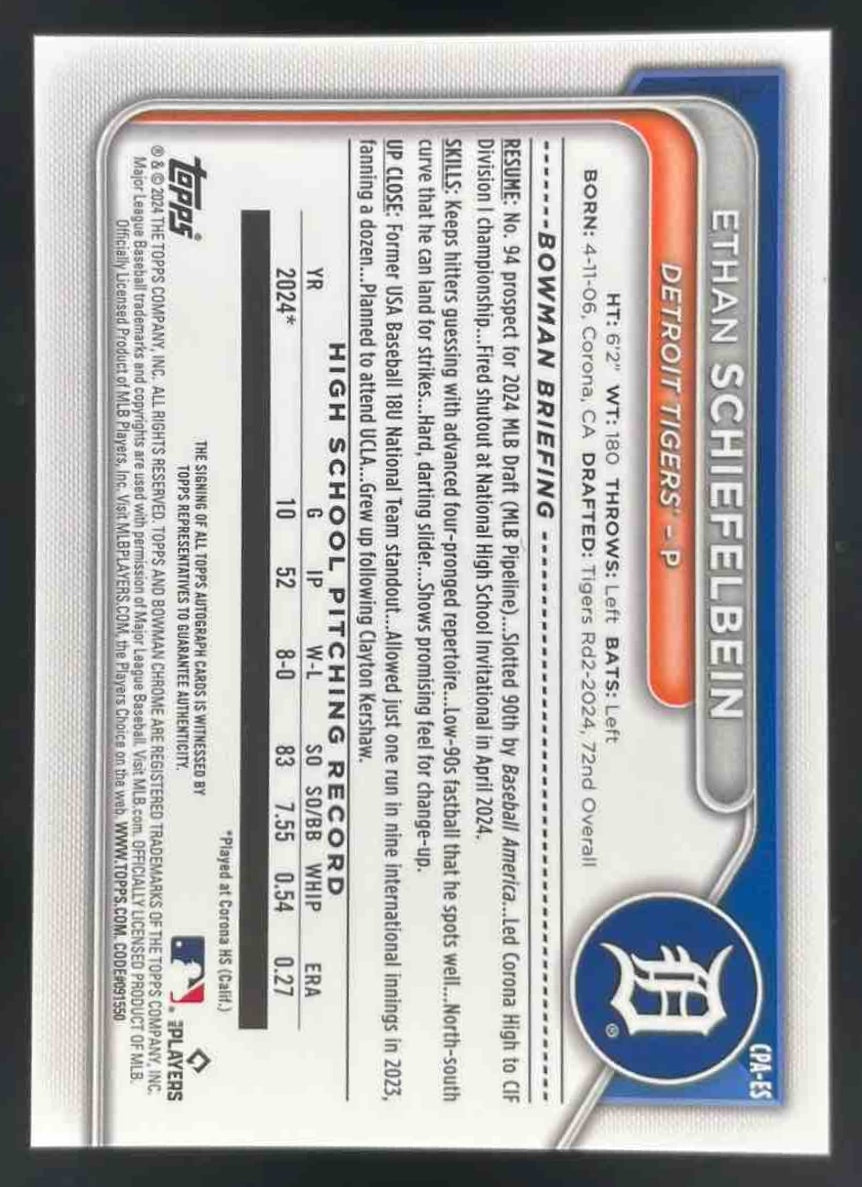 CPA-ES
ETHAN SCHIEFELBEIN
DETROIT TIGERS® – P
HT: 6'2" WT: 180 THROWS: Left BATS: Left
BORN: 4-11-06, Corona, CA DRAFTED: Tigers Rd2-2024, 72nd Overall
BOWMAN BRIEFING
RESUME: No. 94 prospect for 2024 MLB Draft (MLB Pipeline)...Slotted 90th by Baseball America...Led Corona High to CIF
Division I championship...Fired shutout at National High School Invitational in April 2024.
SKILLS: Keeps hitters guessing with advanced four-pronged repertoire...Low-90s fastball that he spots well...North-south
curve that he can land for strikes...Hard, darting slider...Shows promising feel for change-up.
UP CLOSE: Former USA Baseball 18U National Team standout...Allowed just one run in nine international innings in 2023,
fanning a dozen...Planned to attend UCLA...Grew up following Clayton Kershaw.
HIGH SCHOOL PITCHING RECORD
YR G IP W-L SO SO/BB WHIP ERA
2024* 10 52 8-0 83 7.55 0.54 0.27
*Played at Corona HS (Calif.)
THE SIGNING OF ALL TOPPS AUTOGRAPH CARDS IS WITNESSED BY
TOPPS REPRESENTATIVES TO GUARANTEE AUTHENTICITY.
topps®
MLB PLAYERS
® & © 2024 THE TOPPS COMPANY, INC. ALL RIGHTS RESERVED. TOPPS AND BOWMAN CHROME ARE REGISTERED TRADEMARKS OF THE TOPPS COMPANY, INC.
Major League Baseball trademarks and copyrights are used with permission of Major League Baseball. Visit MLB.com. OFFICIALLY LICENSED PRODUCT OF MLB.
Officially Licensed Product of MLB Players, Inc. Visit MLBPLAYERS.COM, the Players Choice on the web. WWW.TOPPS.COM. CODE#091550